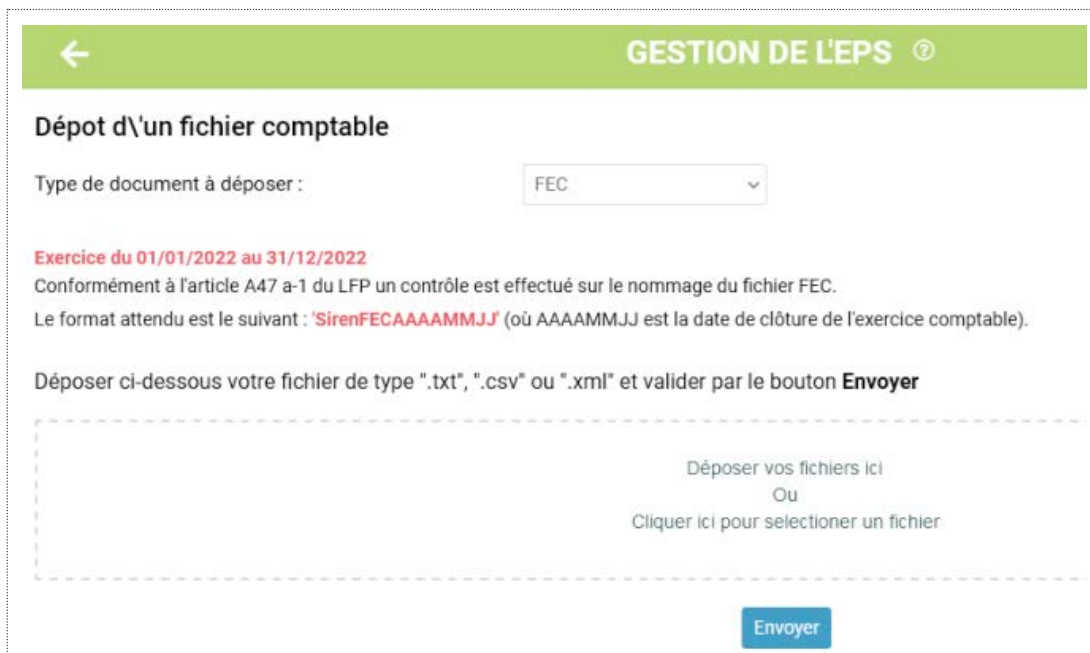 GESTION DE L'EPS ?
Dépot d\'un fichier comptable
Type de document à déposer : FEC
Exercice du 01/01/2022 au 31/12/2022
Conformément à l'article A47 a-1 du LFP un contrôle est effectué sur le nommage du fichier FEC.
Le format attendu est le suivant : 'SirenFECAAAAMMJJ' (où AAAAMMJJ est la date de clôture de l'exercice comptable).
Déposer ci-dessous votre fichier de type ".txt", ".csv" ou ".xml" et valider par le bouton Envoyer
Déposer vos fichiers ici
Ou
Cliquer ici pour selectioner un fichier
Envoyer